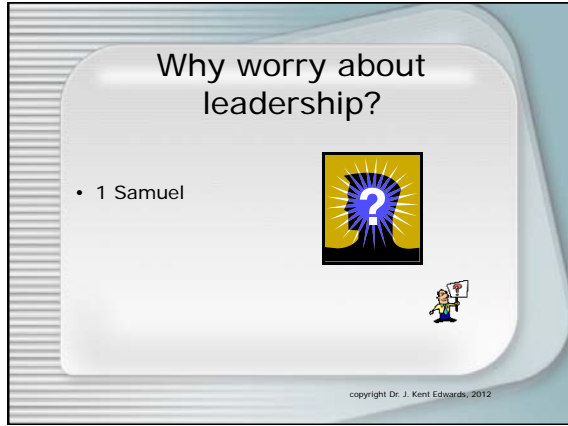 Why worry about
leadership?
• 1 Samuel
?
?
copyright Dr. J. Kent Edwards, 2012